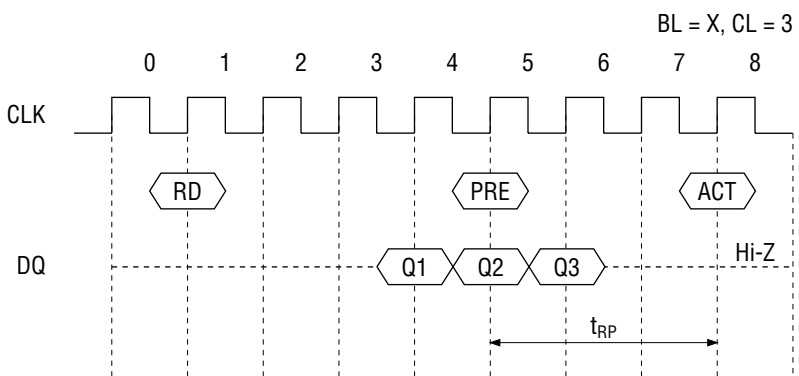 BL = X, CL = 3
0 1 2 3 4 5 6 7 8
CLK
RD PRE ACT
DQ Q1 Q2 Q3 Hi-Z
tRP